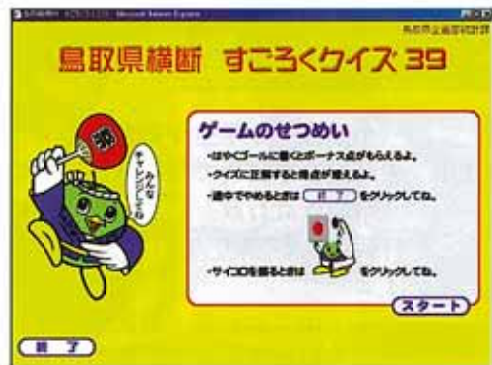 鳥取県企画部統計課
鳥取県横断 すごろくクイズ 39
祭
みんな
チャレンジしてね
ゲームのせつめい
・はやくゴールに着くとボーナス点がもらえるよ。
・クイズに正解すると得点が増えるよ。
・途中でやめるときは 終了 をクリックしてね。
・サイコロを振るときは をクリックしてね。
スタート
終 了